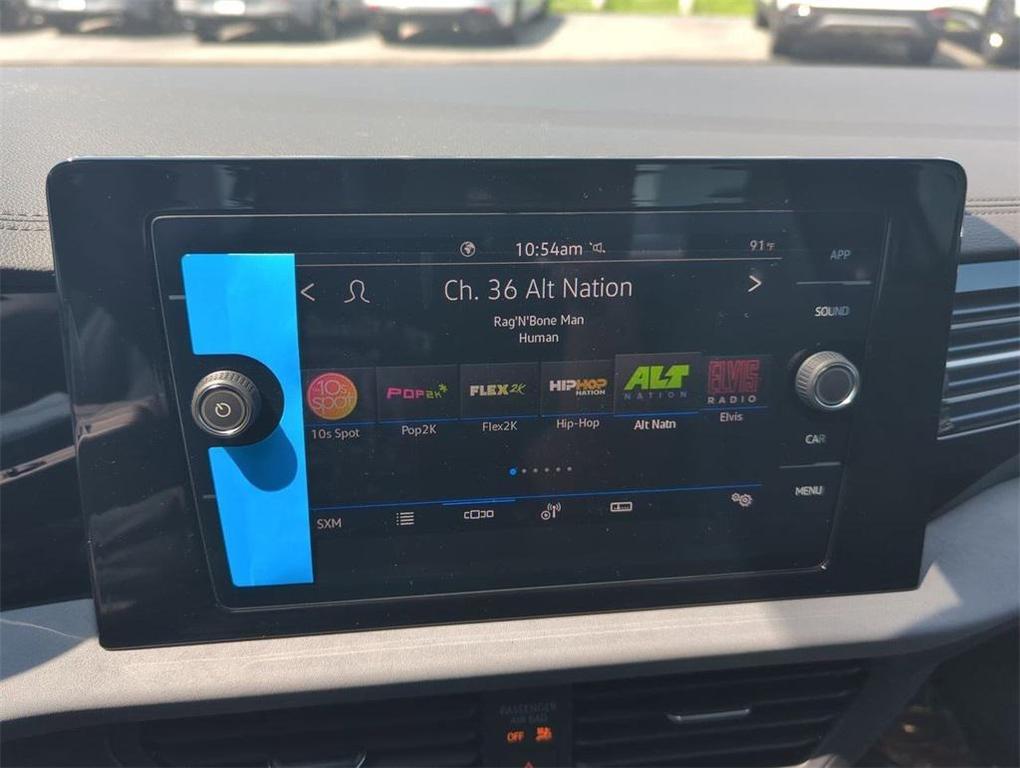 10:54am
91°F
APP
Ch. 36 Alt Nation
SOUND
Rag'N'Bone Man
Human
10s spot
POP2K
FLEX2K
HIPHOP NATION
ALT NATION
ELVIS RADIO
10s Spot
Pop2K
Flex2K
Hip-Hop
Alt Natn
Elvis
CAR
MENU
SXM
PASSENGER
AIR BAG
OFF